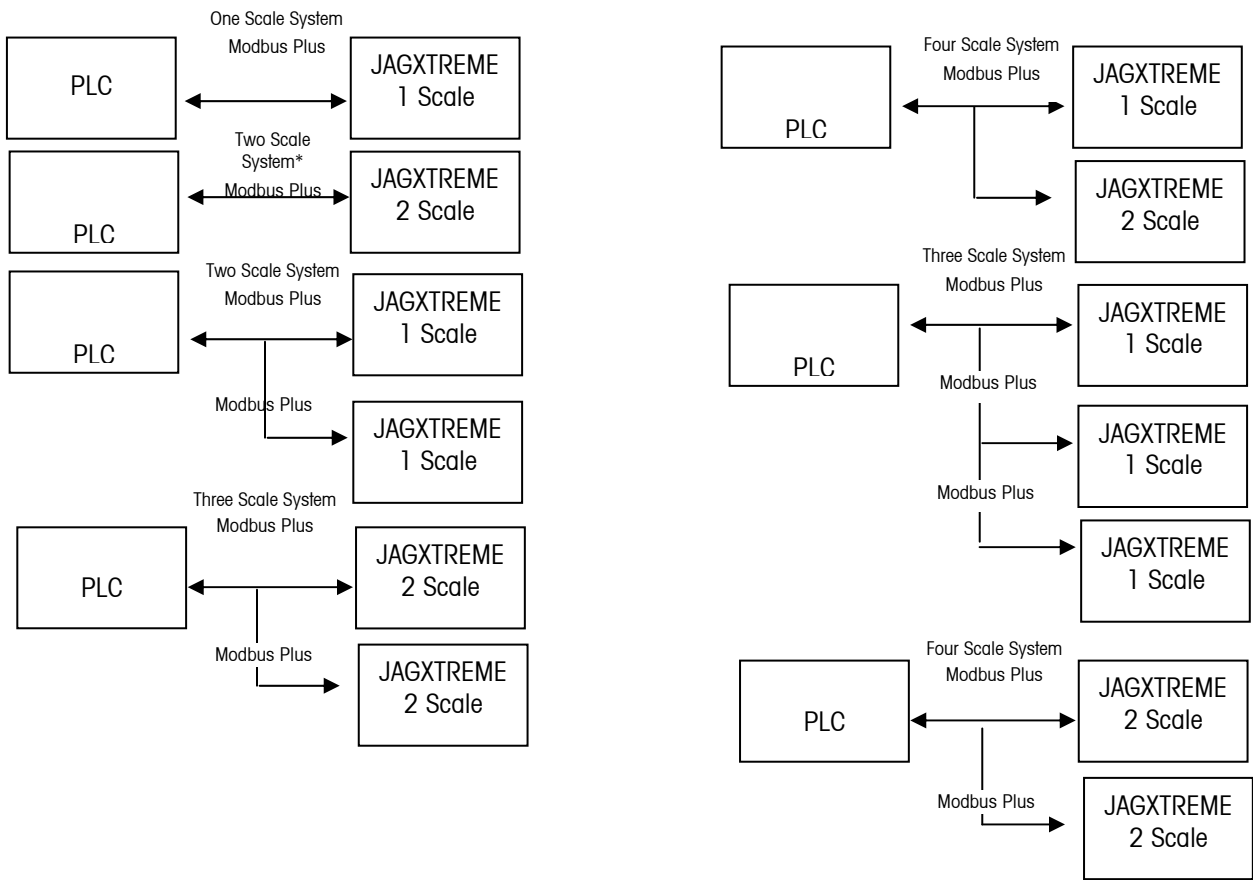 One Scale System
Modbus Plus
PLC
JAGXTREME
1 Scale
Two Scale
System*
Modbus Plus
PLC
JAGXTREME
2 Scale
Two Scale System
Modbus Plus
PLC
JAGXTREME
1 Scale
Modbus Plus
JAGXTREME
1 Scale
Three Scale System
Modbus Plus
PLC
JAGXTREME
2 Scale
Modbus Plus
JAGXTREME
2 Scale
Four Scale System
Modbus Plus
PLC
JAGXTREME
1 Scale
JAGXTREME
2 Scale
Three Scale System
Modbus Plus
PLC
JAGXTREME
1 Scale
Modbus Plus
JAGXTREME
1 Scale
Modbus Plus
JAGXTREME
1 Scale
Four Scale System
Modbus Plus
PLC
JAGXTREME
2 Scale
Modbus Plus
JAGXTREME
2 Scale